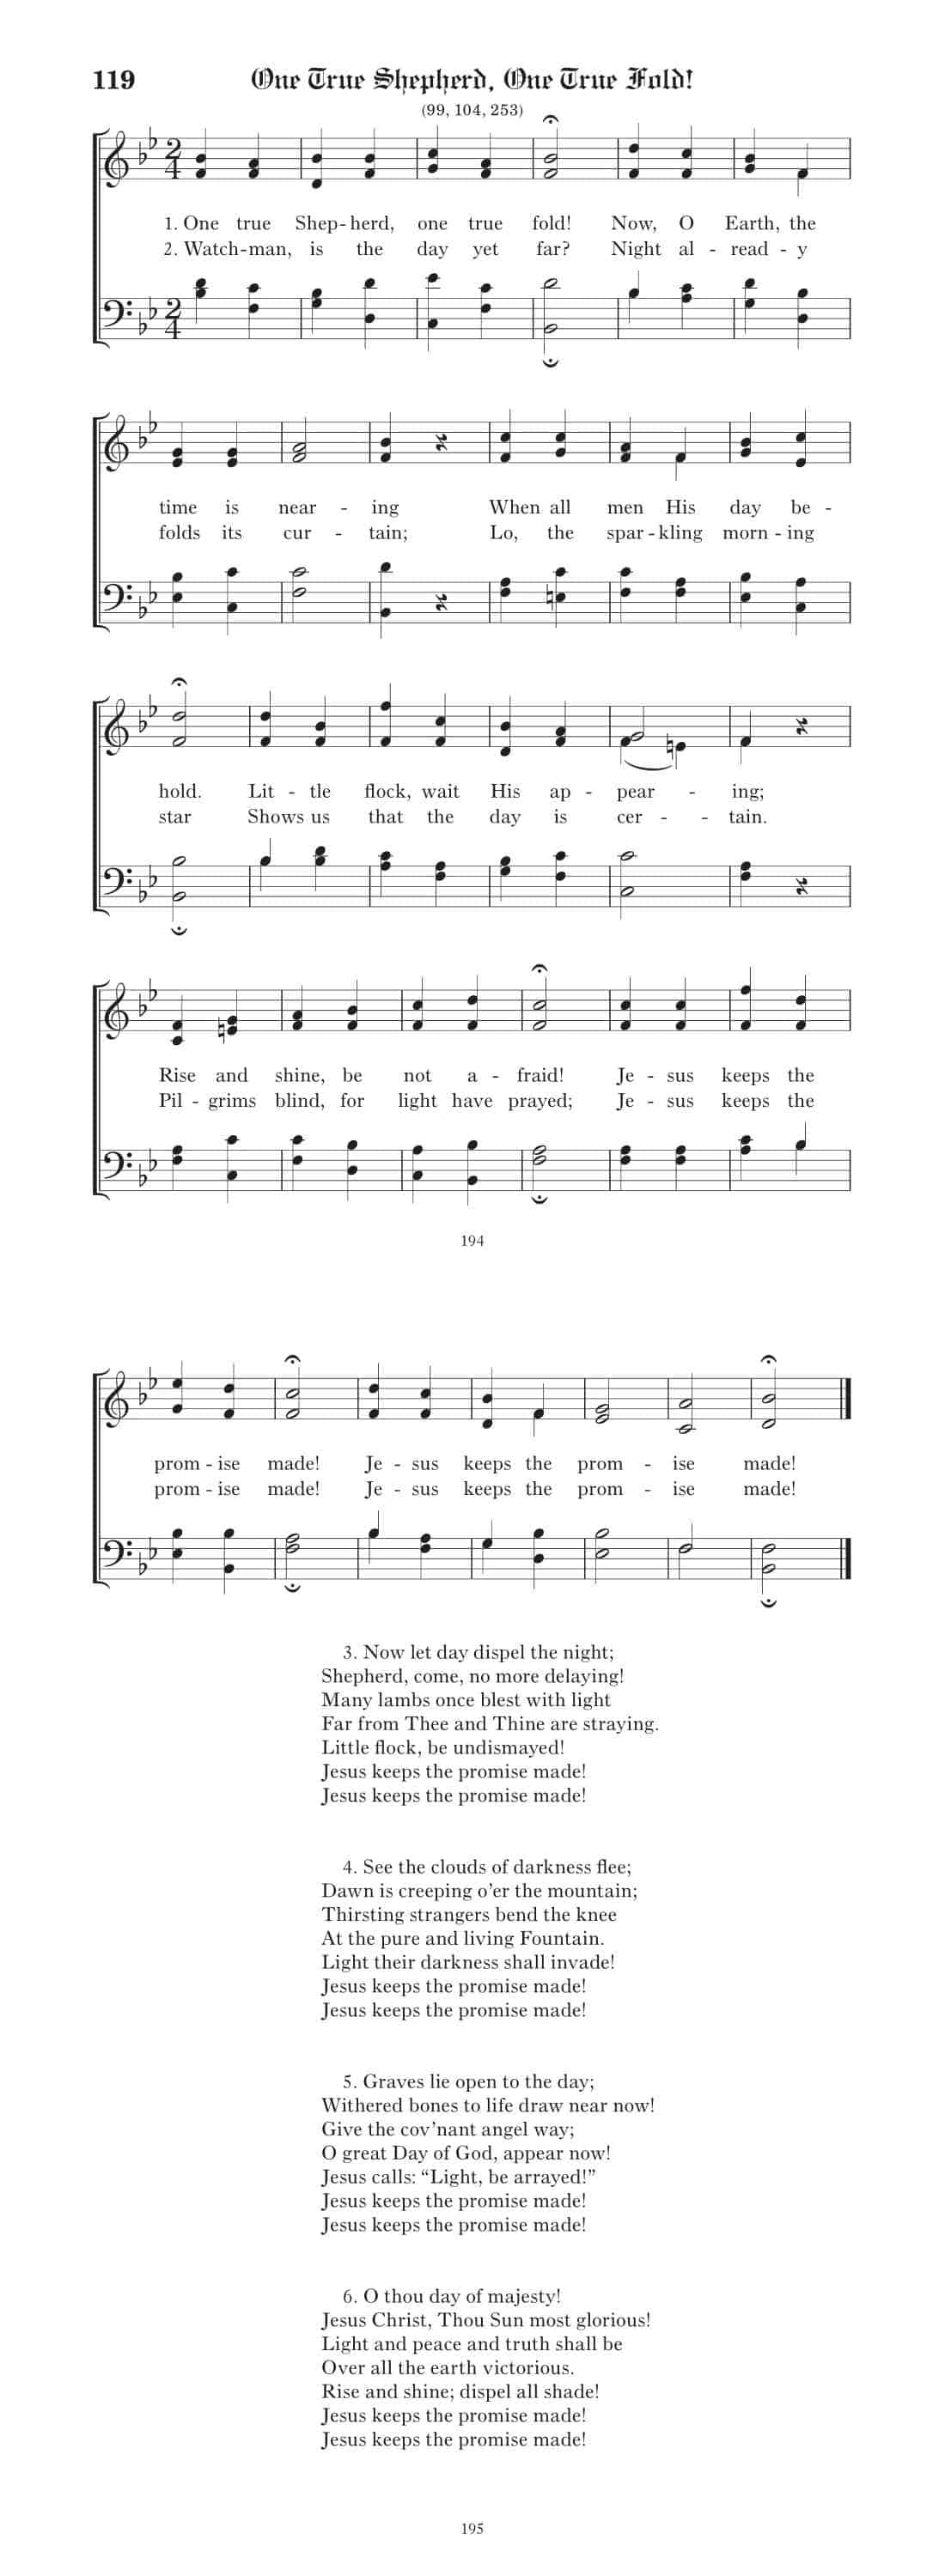 119 One True Shepherd, One True Fold!
(99, 104, 253)
1. One true Shep-herd, one true fold! Now, O Earth, the
2. Watch-man, is the day yet far? Night al - read - y
time is near - ing When all men His day be -
folds its cur - tain; Lo, the spar - kling morn - ing
hold. Lit - tle flock, wait His ap - pear - ing;
star Shows us that the day is cer - - tain.
Rise and shine, be not a - fraid! Je - sus keeps the
Pil - grims blind, for light have prayed; Je - sus keeps the
194
prom - ise made! Je - sus keeps the prom - ise made!
prom - ise made! Je - sus keeps the prom - ise made!
3. Now let day dispel the night;
Shepherd, come, no more delaying!
Many lambs once blest with light
Far from Thee and Thine are straying.
Little flock, be undismayed!
Jesus keeps the promise made!
Jesus keeps the promise made!
4. See the clouds of darkness flee;
Dawn is creeping o’er the mountain;
Thirsting strangers bend the knee
At the pure and living Fountain.
Light their darkness shall invade!
Jesus keeps the promise made!
Jesus keeps the promise made!
5. Graves lie open to the day;
Withered bones to life draw near now!
Give the cov’nant angel way;
O great Day of God, appear now!
Jesus calls: “Light, be arrayed!”
Jesus keeps the promise made!
Jesus keeps the promise made!
6. O thou day of majesty!
Jesus Christ, Thou Sun most glorious!
Light and peace and truth shall be
Over all the earth victorious.
Rise and shine; dispel all shade!
Jesus keeps the promise made!
Jesus keeps the promise made!
195